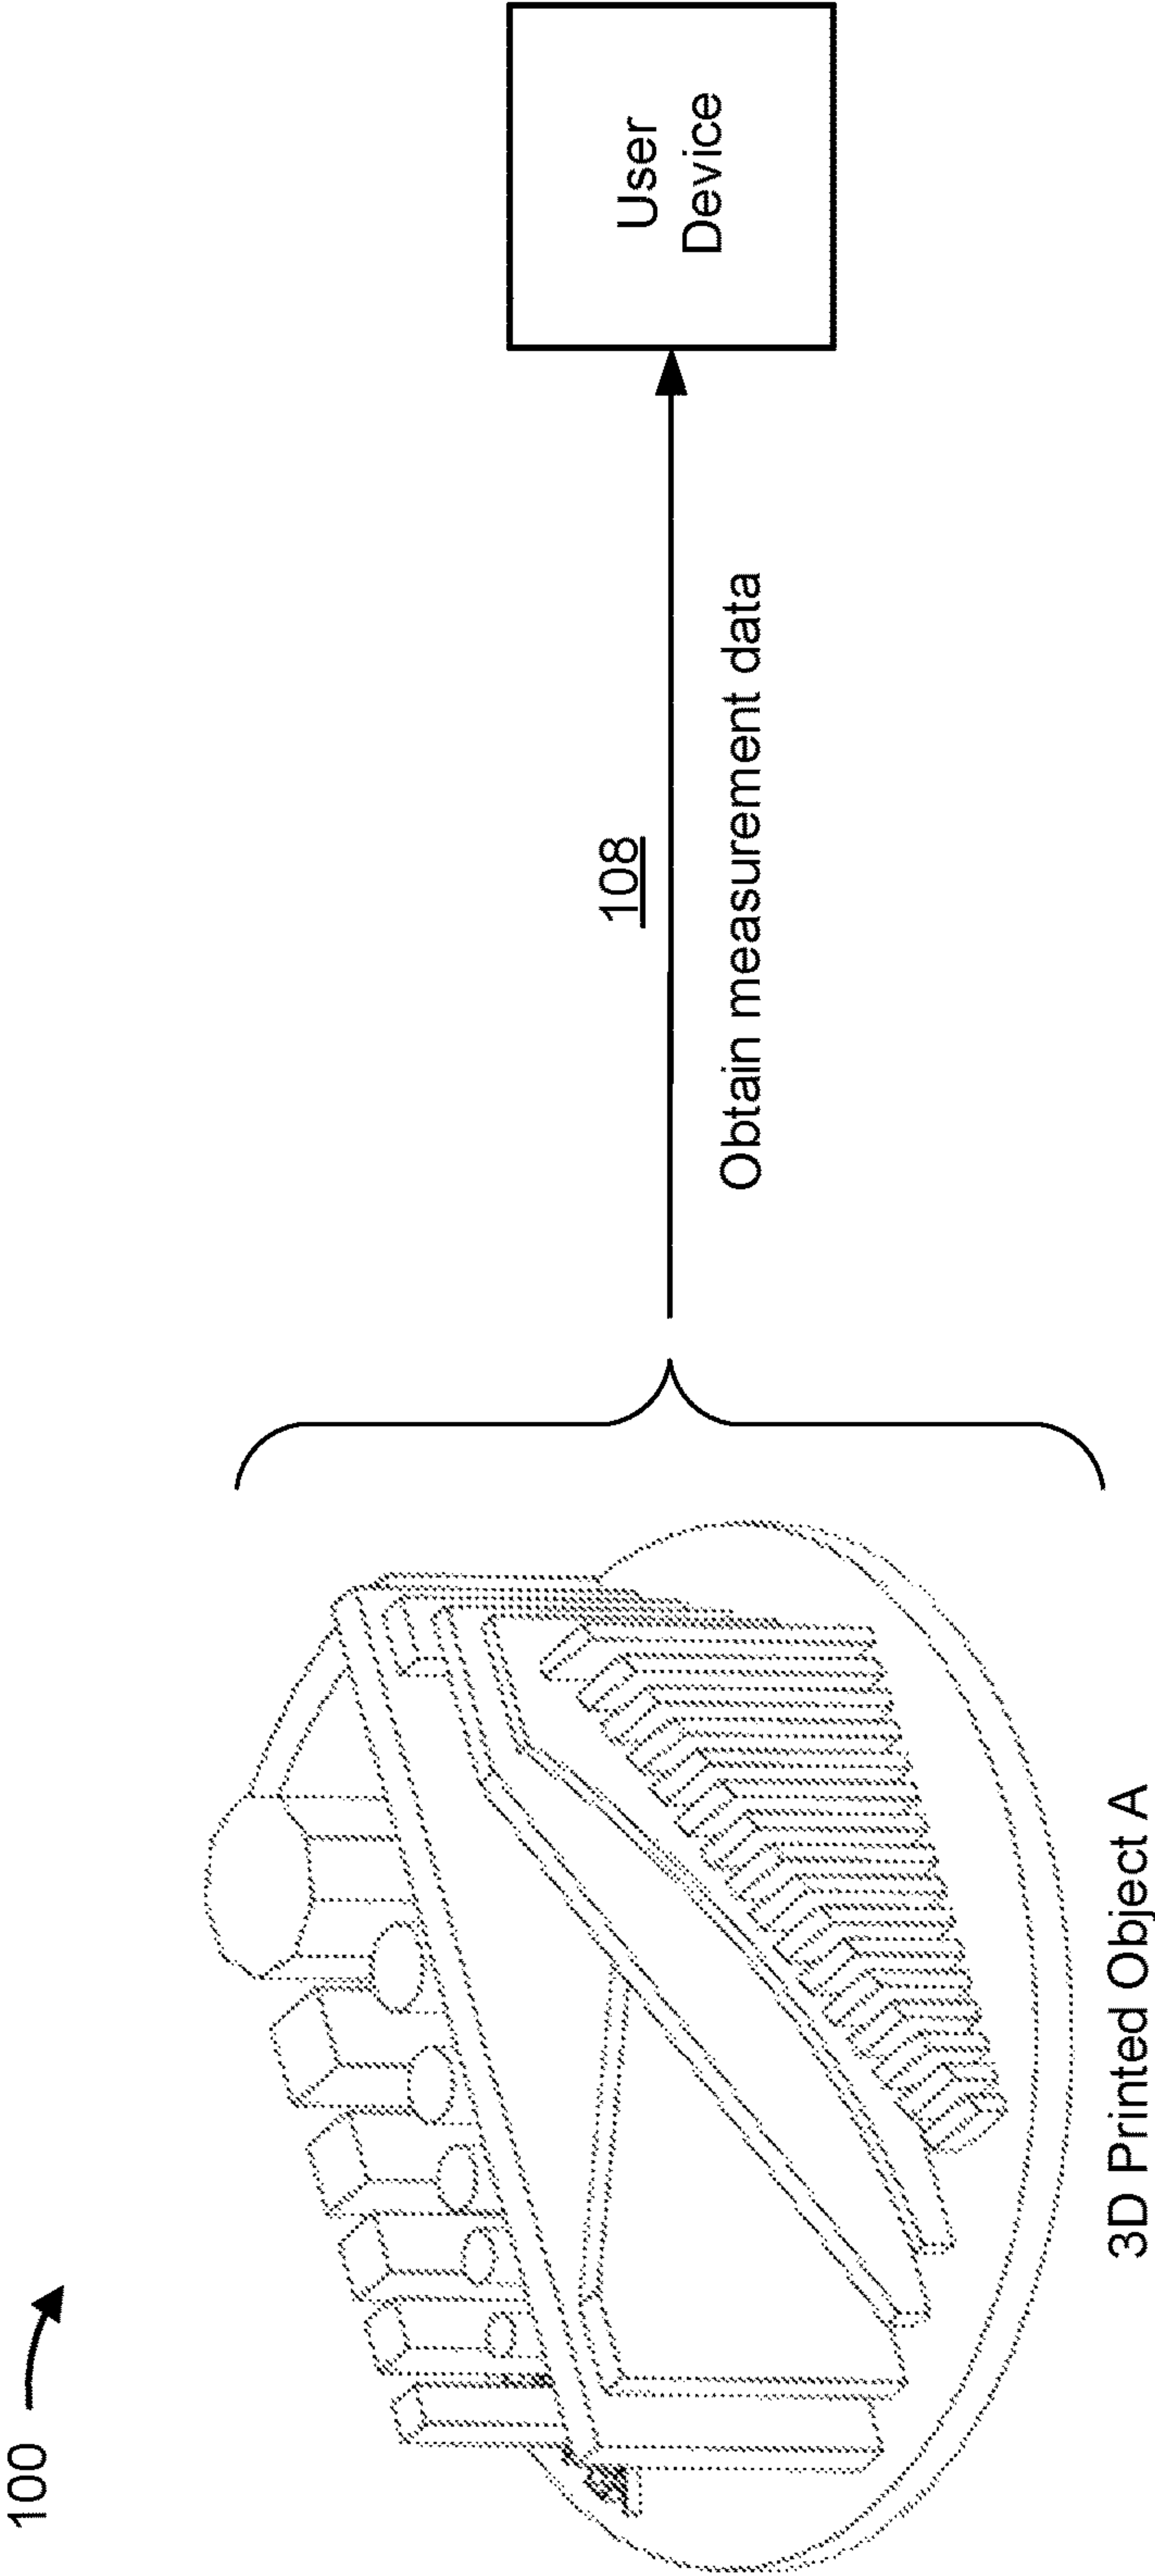 100
108
Obtain measurement data
User
Device
3D Printed Object A